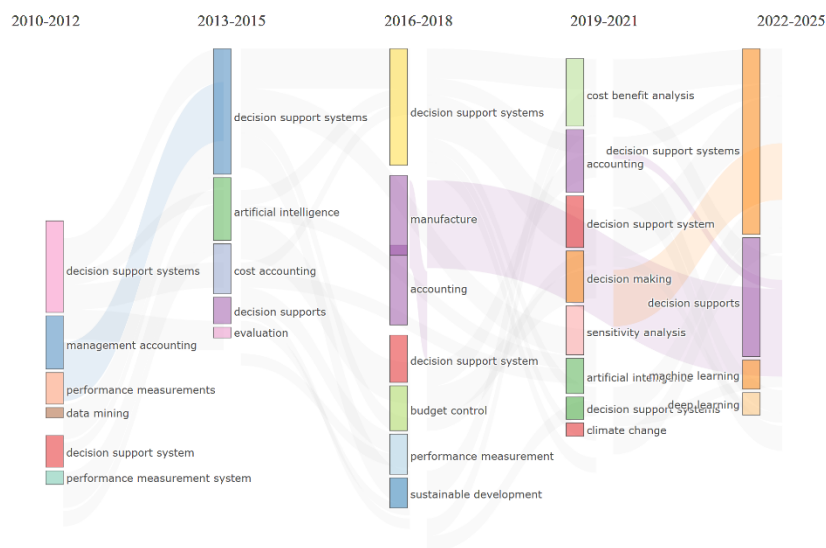 2010-2012
2013-2015
2016-2018
2019-2021
2022-2025
decision support systems
management accounting
performance measurements
data mining
decision support system
performance measurement system
decision support systems
artificial intelligence
cost accounting
decision supports
evaluation
decision support systems
manufacture
accounting
decision support system
budget control
performance measurement
sustainable development
cost benefit analysis
accounting
decision support system
decision making
sensitivity analysis
artificial intelligence
decision support systems
climate change
decision support systems
decision supports
machine learning
deep learning